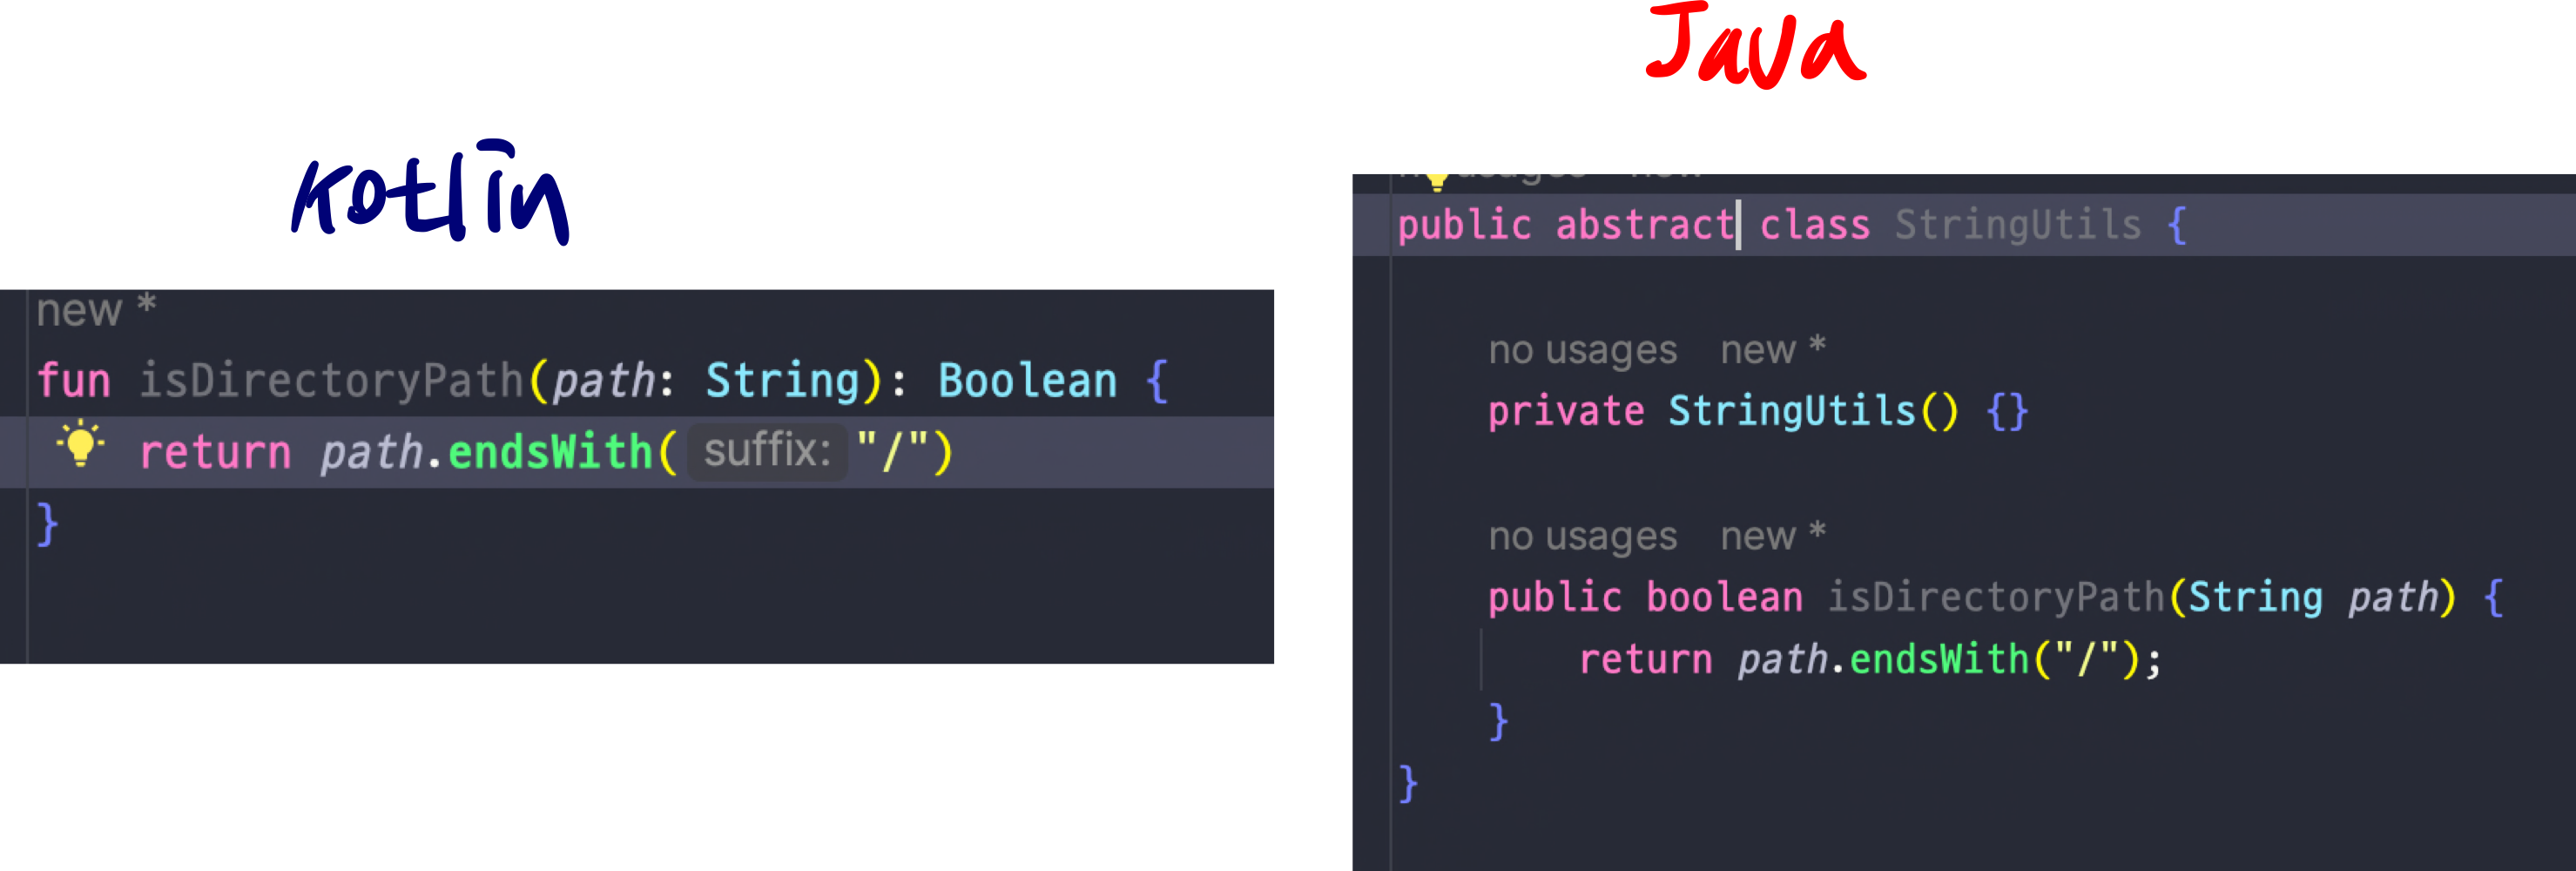 Kotlin
new *
fun isDirectoryPath(path: String): Boolean {
return path.endsWith( suffix: "/")
}
Java
public abstract class StringUtils {
no usages new *
private StringUtils() {}
no usages new *
public boolean isDirectoryPath(String path) {
return path.endsWith("/");
}
}